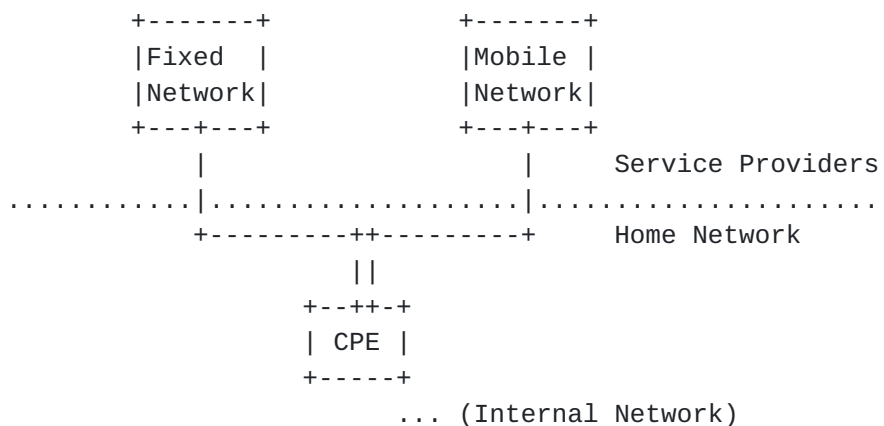 Fixed Mobile
Network Network
Service Providers
Home Network
CPE
... (Internal Network)